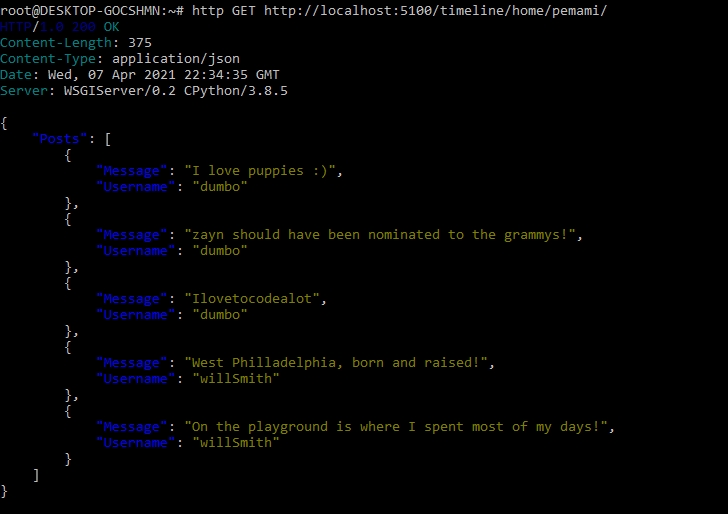 root@DESKTOP-GOCSHMN:~# http GET http://localhost:5100/timeline/home/pemami/
HTTP/1.0 200 OK
Content-Length: 375
Content-Type: application/json
Date: Wed, 07 Apr 2021 22:34:35 GMT
Server: WSGIServer/0.2 CPython/3.8.5

{
    "Posts": [
        {
            "Message": "I love puppies :)",
            "Username": "dumbo"
        },
        {
            "Message": "zayn should have been nominated to the grammys!",
            "Username": "dumbo"
        },
        {
            "Message": "Ilovetocodealot",
            "Username": "dumbo"
        },
        {
            "Message": "West Philladelphia, born and raised!",
            "Username": "willSmith"
        },
        {
            "Message": "On the playground is where I spent most of my days!",
            "Username": "willSmith"
        }
    ]
}